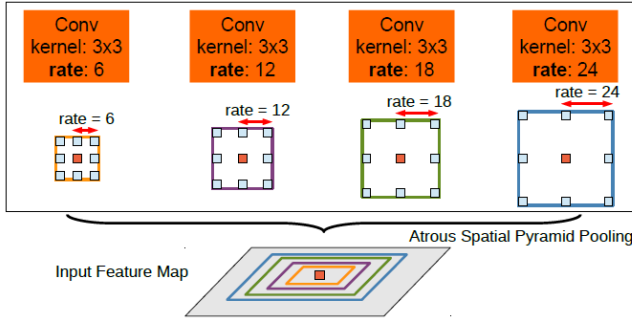 Conv
kernel: 3x3
rate: 6
Conv
kernel: 3x3
rate: 12
Conv
kernel: 3x3
rate: 18
Conv
kernel: 3x3
rate: 24
rate = 6
rate = 12
rate = 18
rate = 24
Atrous Spatial Pyramid Pooling
Input Feature Map